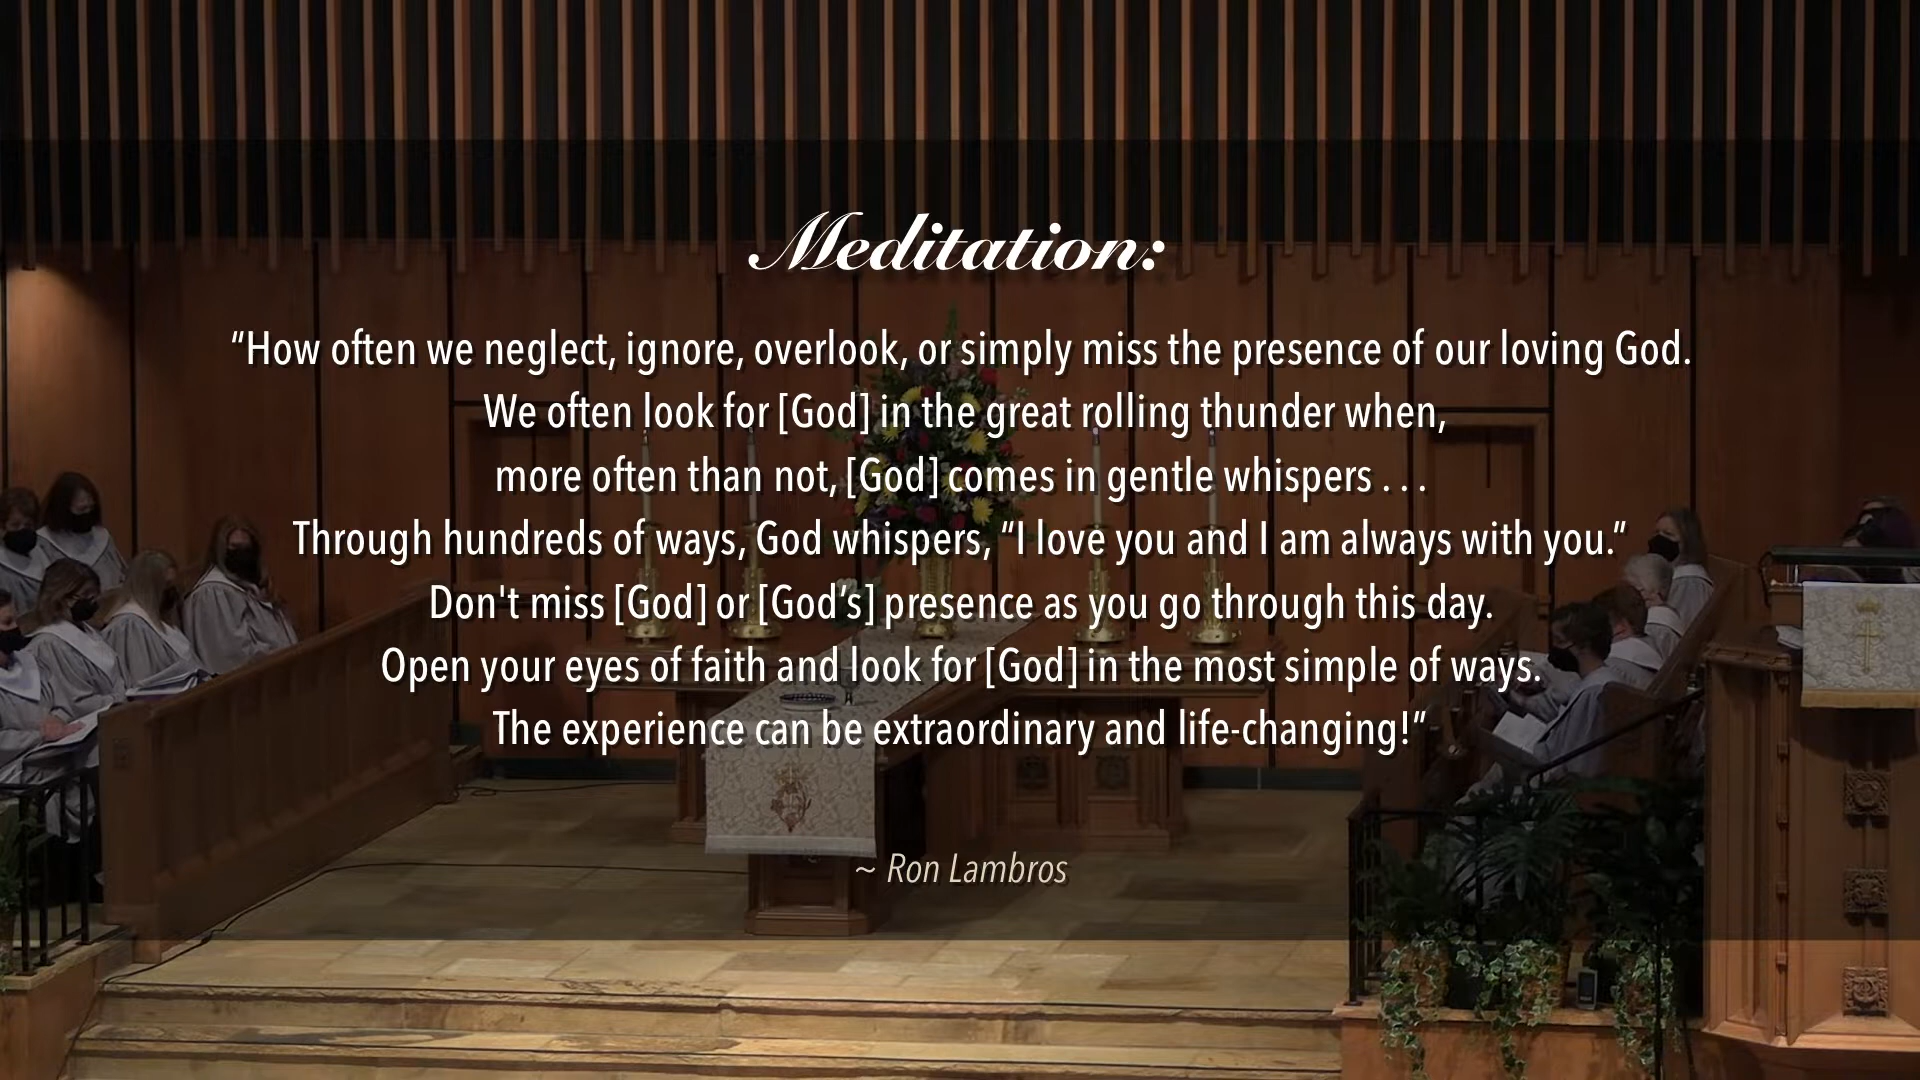 Meditation:
“How often we neglect, ignore, overlook, or simply miss the presence of our loving God.
We often look for [God] in the great rolling thunder when,
more often than not, [God] comes in gentle whispers . . .
Through hundreds of ways, God whispers, “I love you and I am always with you.”
Don't miss [God] or [God’s] presence as you go through this day.
Open your eyes of faith and look for [God] in the most simple of ways.
The experience can be extraordinary and life-changing!”
~ Ron Lambros